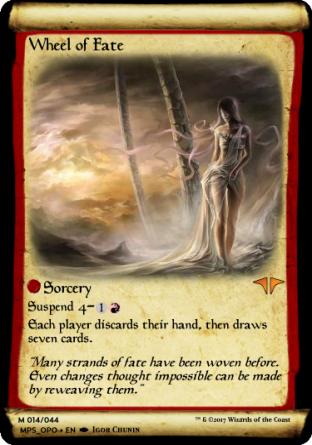 Wheel of Fate
Sorcery
Suspend 4–1
Each player discards their hand, then draws
seven cards.
"Many strands of fate have been woven before.
Even changes thought impossible can be made
by reweaving them."
M 014/044
MPS_OPO • EN Igor Chunin
™ & ©2017 Wizards of the Coast